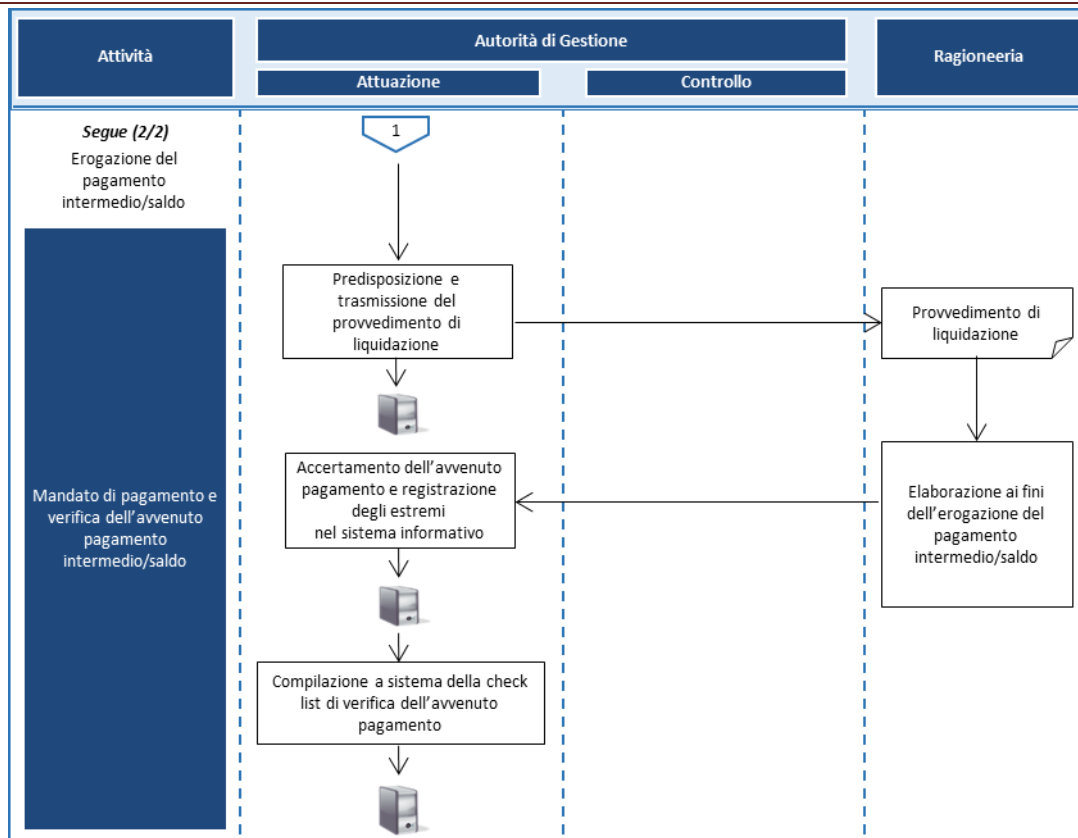 Attività
Autorità di Gestione
Ragioneeria
Attuazione
Controllo
Segue (2/2)
Erogazione del
pagamento
intermedio/saldo
1
Predisposizione e
trasmissione del
provvedimento di
liquidazione
Provvedimento di
liquidazione
Mandato di pagamento e
verifica dell'avvenuto
pagamento
intermedio/saldo
Accertamento dell'avvenuto
pagamento e registrazione
degli estremi
nel sistema informativo
Elaborazione ai fini
dell'erogazione del
pagamento
intermedio/saldo
Compilazione a sistema della check
list di verifica dell'avvenuto
pagamento